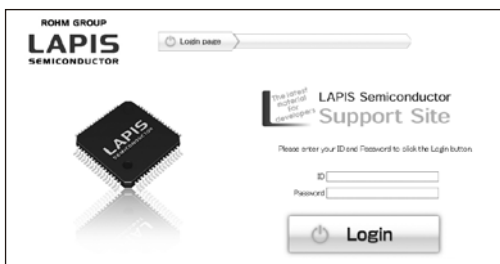 ROHM GROUP
LAPIS
SEMICONDUCTOR
Login page
The latest
material
for
developers
LAPIS Semiconductor
Support Site
Please enter your ID and Password to click the Login button.
ID
Password
LAPIS
SEMICONDUCTOR
Login